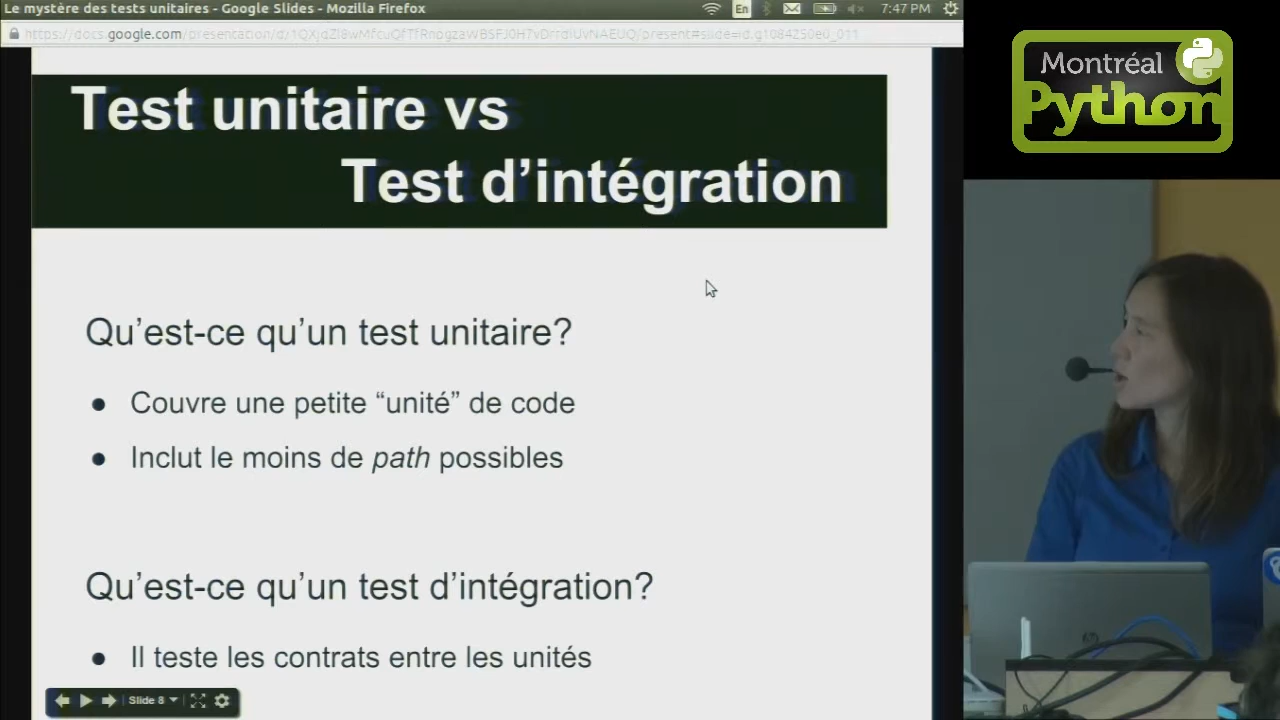 Le mystère des tests unitaires - Google Slides - Mozilla Firefox
En
7:47 PM
Montréal
Python
Test unitaire vs
Test d’intégration
Qu’est-ce qu’un test unitaire?
● Couvre une petite “unité” de code
● Inclut le moins de path possibles
Qu’est-ce qu’un test d’intégration?
● Il teste les contrats entre les unités
Slide 8